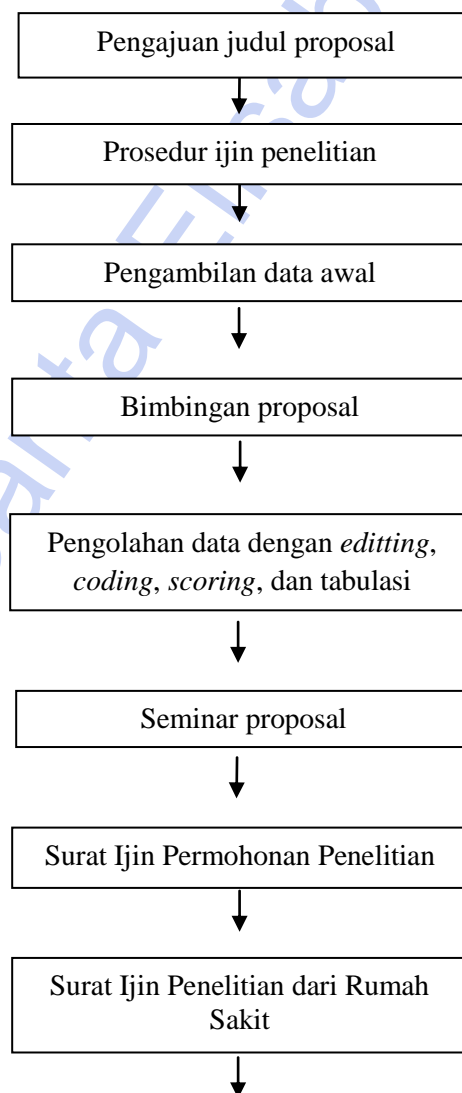 Pengajuan judul proposal
Prosedur ijin penelitian
Pengambilan data awal
Bimbingan proposal
Pengolahan data dengan editting,
coding, scoring, dan tabulasi
Seminar proposal
Surat Ijin Permohonan Penelitian
Surat Ijin Penelitian dari Rumah
Sakit